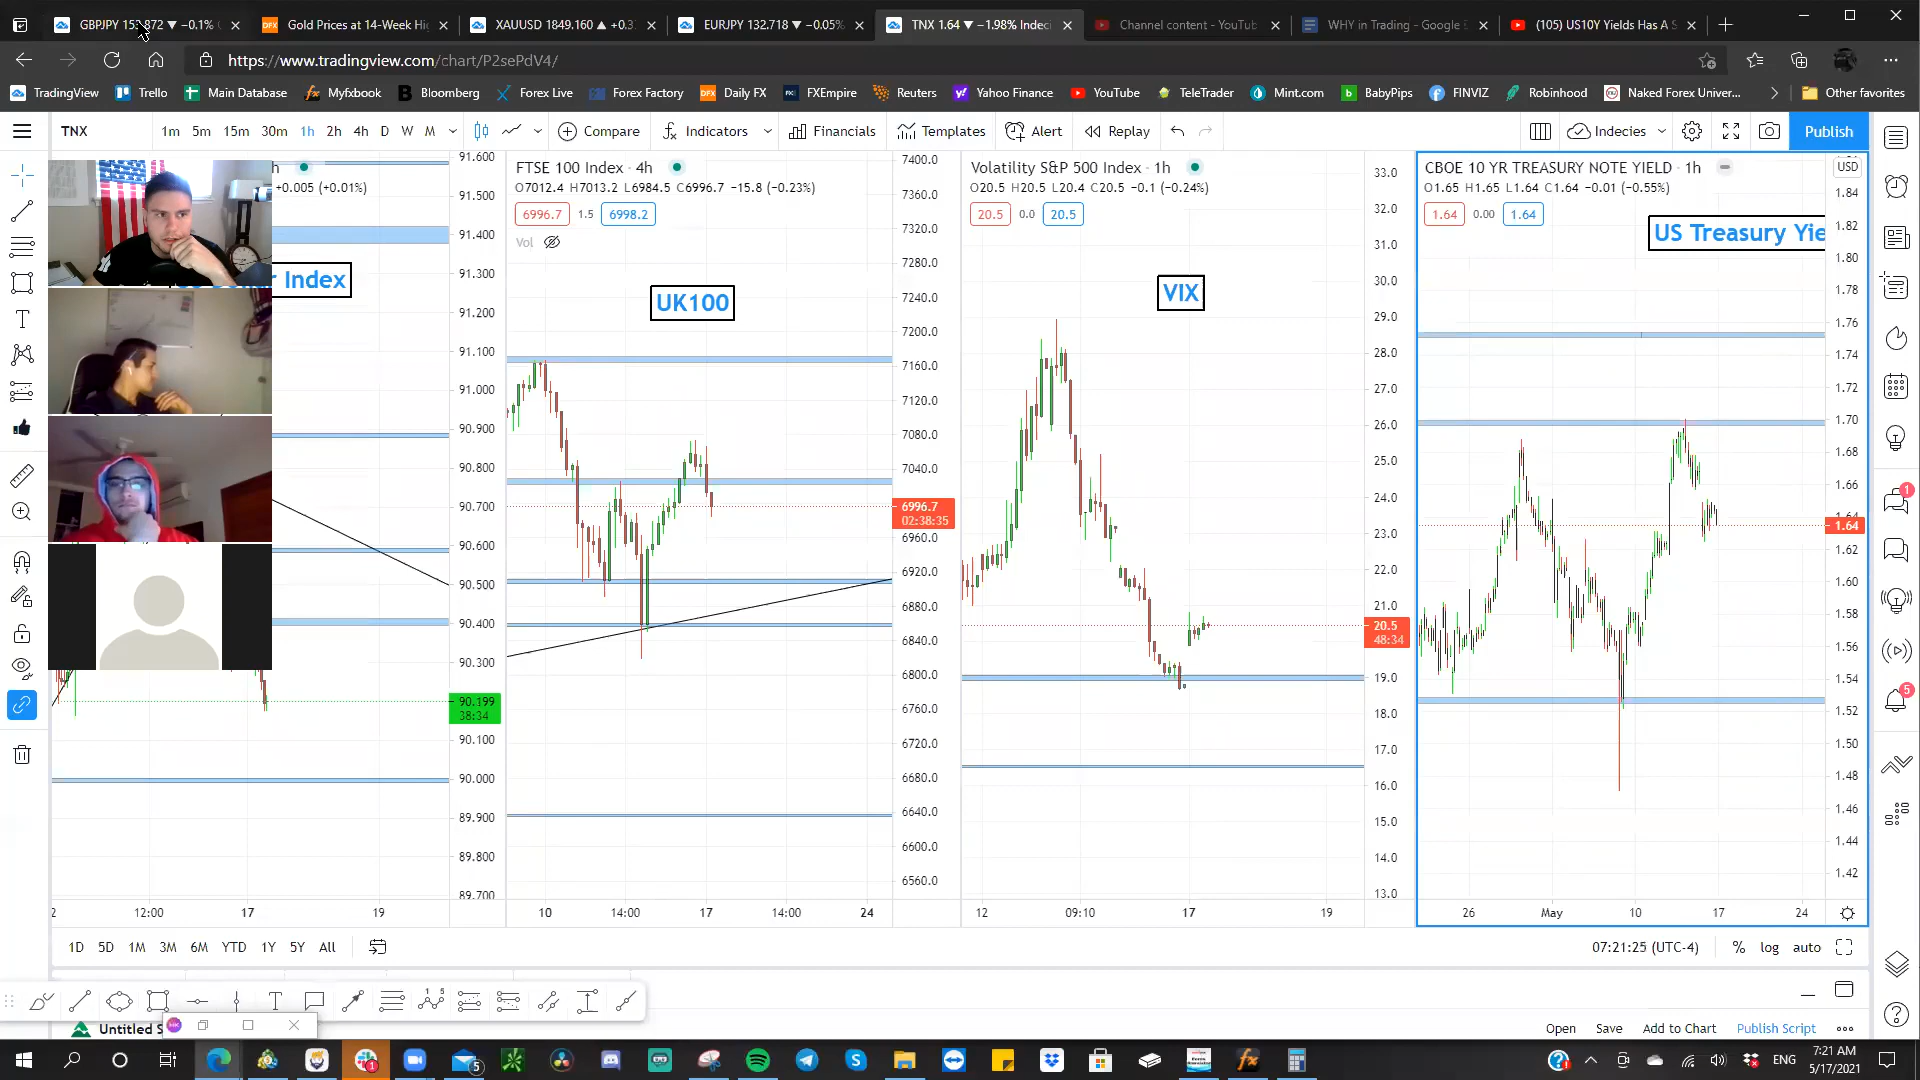 GBPJPY 153.872 ▼ −0.1%
Gold Prices at 14-Week Hi
XAUUSD 1849.160 ▲ +0.3
EURJPY 132.718 ▼ −0.05%
TNX 1.64 ▼ −1.98% Indeci
Channel content - YouTub
WHY in Trading - Google
(105) US10Y Yields Has A S
https://www.tradingview.com/chart/P2sePdV4/
TradingView
Trello
Main Database
Myfxbook
Bloomberg
Forex Live
Forex Factory
Daily FX
FXEmpire
Reuters
Yahoo Finance
YouTube
TeleTrader
Mint.com
BabyPips
FINVIZ
Robinhood
Naked Forex Univer...
Other favorites
TNX
1m 5m 15m 30m 1h 2h 4h D W M
Compare
Indicators
Financials
Templates
Alert
Replay
Indecies
Publish
h
+0.005 (+0.01%)
r Index
91.600
91.500
91.400
91.300
91.200
91.100
91.000
90.900
90.800
90.700
90.600
90.500
90.400
90.300
90.199
38:34
90.100
90.000
89.900
89.800
89.700
2 12:00 17 19
FTSE 100 Index · 4h
O7012.4 H7013.2 L6984.5 C6996.7 −15.8 (−0.23%)
6996.7 1.5 6998.2
Vol
UK100
7400.0
7360.0
7320.0
7280.0
7240.0
7200.0
7160.0
7120.0
7080.0
7040.0
6996.7
02:38:35
6960.0
6920.0
6880.0
6840.0
6800.0
6760.0
6720.0
6680.0
6640.0
6600.0
6560.0
10 14:00 17 14:00 24
Volatility S&P 500 Index · 1h
O20.5 H20.5 L20.4 C20.5 −0.1 (−0.24%)
20.5 0.0 20.5
VIX
33.0
32.0
31.0
30.0
29.0
28.0
27.0
26.0
25.0
24.0
23.0
22.0
21.0
20.5
48:34
19.0
18.0
17.0
16.0
15.0
14.0
13.0
12 09:10 17 19
CBOE 10 YR TREASURY NOTE YIELD · 1h
O1.65 H1.65 L1.64 C1.64 −0.01 (−0.55%)
1.64 0.00 1.64
US Treasury Yie
USD
1.84
1.82
1.80
1.78
1.76
1.74
1.72
1.70
1.68
1.66
1.64
1.62
1.60
1.58
1.56
1.54
1.52
1.50
1.48
1.46
1.44
1.42
26 May 10 17 24
1
5
1D 5D 1M 3M 6M YTD 1Y 5Y All
07:21:25 (UTC-4)
% log auto
Untitled S
Open Save Add to Chart Publish Script
5
1
ENG
7:21 AM
5/17/2021